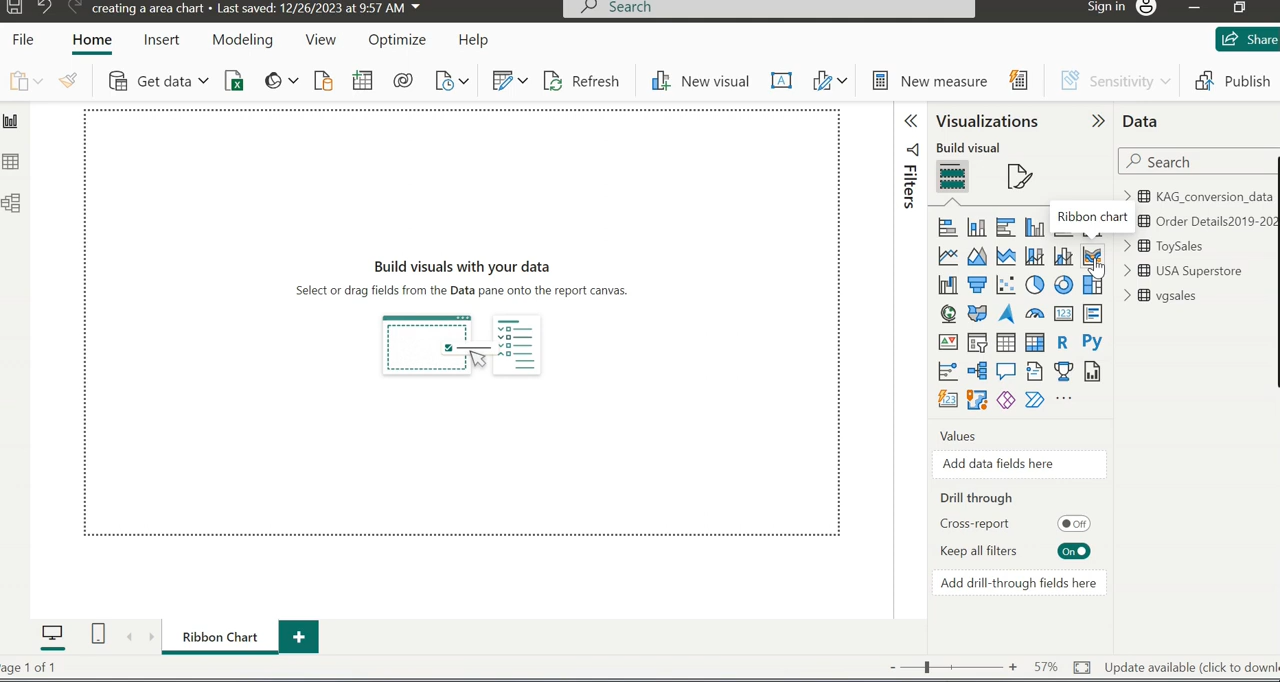 creating a area chart • Last saved: 12/26/2023 at 9:57 AM
Search
Sign in
File
Home
Insert
Modeling
View
Optimize
Help
Share
Get data
Refresh
New visual
New measure
Sensitivity
Publish
Visualizations
Data
Build visual
Search
Filters
KAG_conversion_data
Ribbon chart
Order Details2019-202
ToySales
USA Superstore
vgsales
Build visuals with your data
Select or drag fields from the Data pane onto the report canvas.
123
R
Py
123
Values
Add data fields here
Drill through
Cross-report
Off
Keep all filters
On
Add drill-through fields here
Ribbon Chart
age 1 of 1
57%
Update available (click to downl